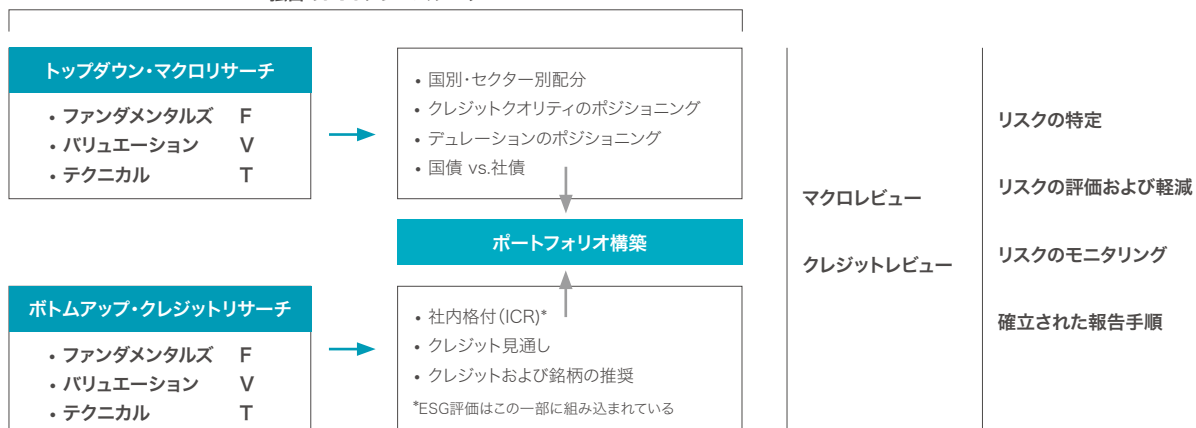 トップダウン・マクロリサーチ
• ファンダメンタルズ F
• バリュエーション V
• テクニカル T
• 国別・セクター別配分
• クレジットクオリティのポジショニング
• デュレーションのポジショニング
• 国債 vs.社債
ポートフォリオ構築
ボトムアップ・クレジットリサーチ
• ファンダメンタルズ F
• バリュエーション V
• テクニカル T
• 社内格付(ICR)*
• クレジット見通し
• クレジットおよび銘柄の推奨
*ESG評価はこの一部に組み込まれている
マクロレビュー
クレジットレビュー
リスクの特定
リスクの評価および軽減
リスクのモニタリング
確立された報告手順